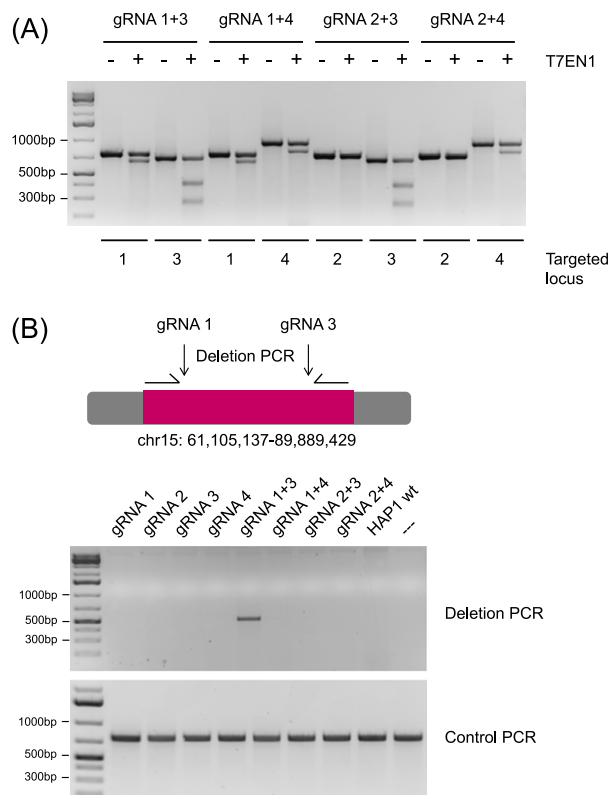 (A)
gRNA 1+3 gRNA 1+4 gRNA 2+3 gRNA 2+4
- + - + - + - + - + - + - + - + T7EN1
1000bp
500bp
300bp
1 3 1 4 2 3 2 4 Targeted
locus
(B)
gRNA 1 gRNA 3
Deletion PCR
chr15: 61,105,137-89,889,429
gRNA 1 gRNA 2 gRNA 3 gRNA 4 gRNA 1+3 gRNA 1+4 gRNA 2+3 gRNA 2+4 HAP1 wt ---
1000bp
500bp
300bp
Deletion PCR
1000bp
500bp
300bp
Control PCR